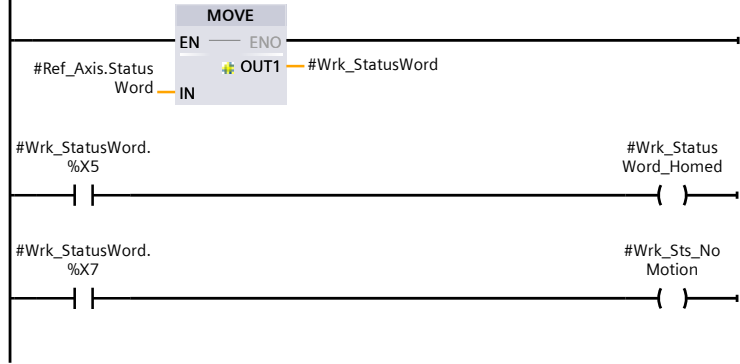 MOVE
EN
ENO
#Ref_Axis.Status
Word
IN
OUT1
#Wrk_StatusWord
#Wrk_StatusWord.
%X5
#Wrk_Status
Word_Homed
#Wrk_StatusWord.
%X7
#Wrk_Sts_No
Motion